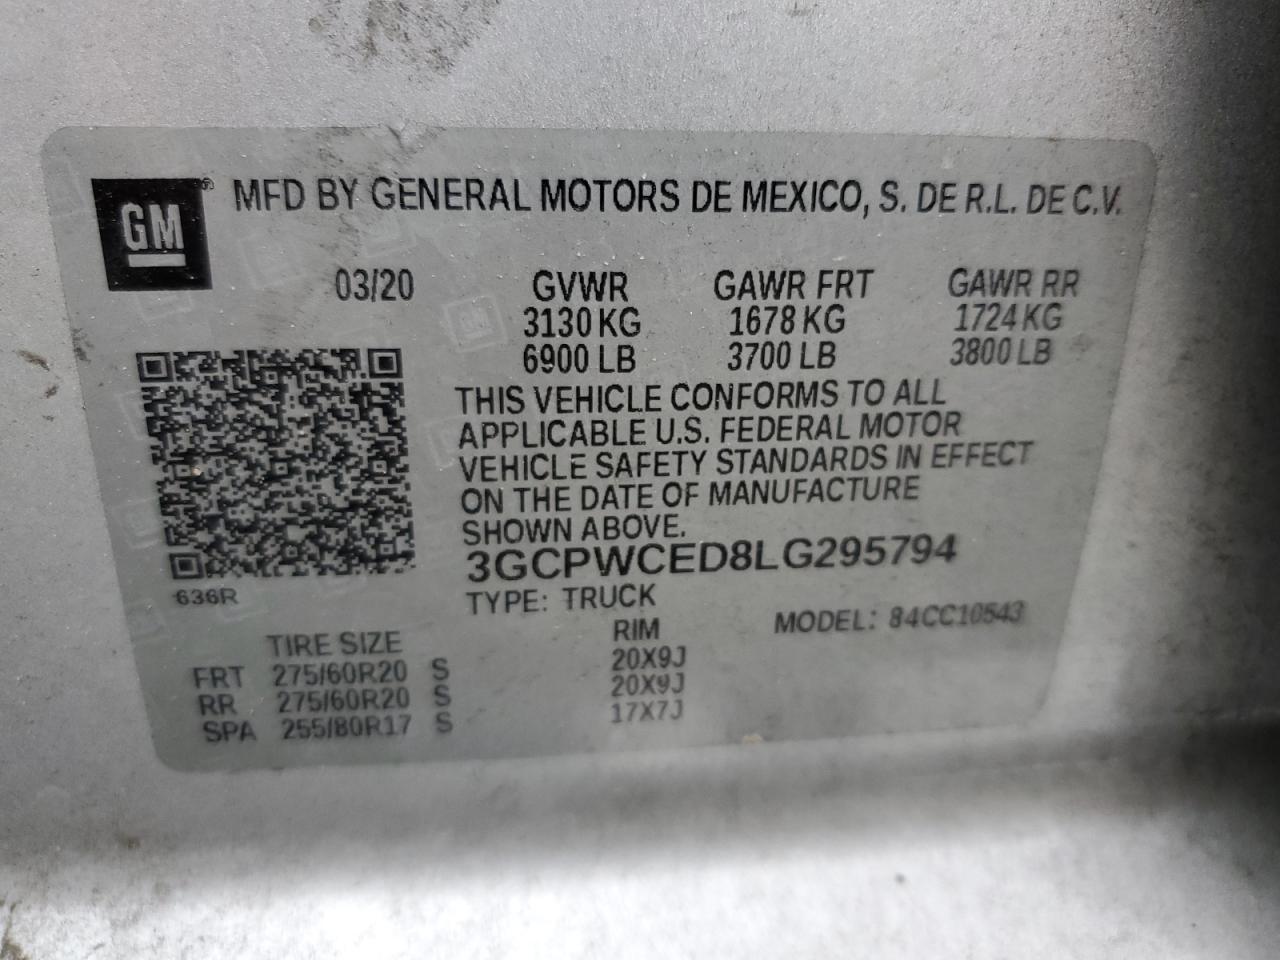 GM® MFD BY GENERAL MOTORS DE MEXICO, S. DE R.L. DE C.V.
03/20 GVWR GAWR FRT GAWR RR
3130 KG 1678 KG 1724 KG
6900 LB 3700 LB 3800 LB
THIS VEHICLE CONFORMS TO ALL
APPLICABLE U.S. FEDERAL MOTOR
VEHICLE SAFETY STANDARDS IN EFFECT
ON THE DATE OF MANUFACTURE
SHOWN ABOVE.
3GCPWCED8LG295794
636R
TYPE: TRUCK MODEL: 84CC10543
TIRE SIZE RIM
FRT 275/60R20 S 20X9J
RR 275/60R20 S 20X9J
SPA 255/80R17 S 17X7J